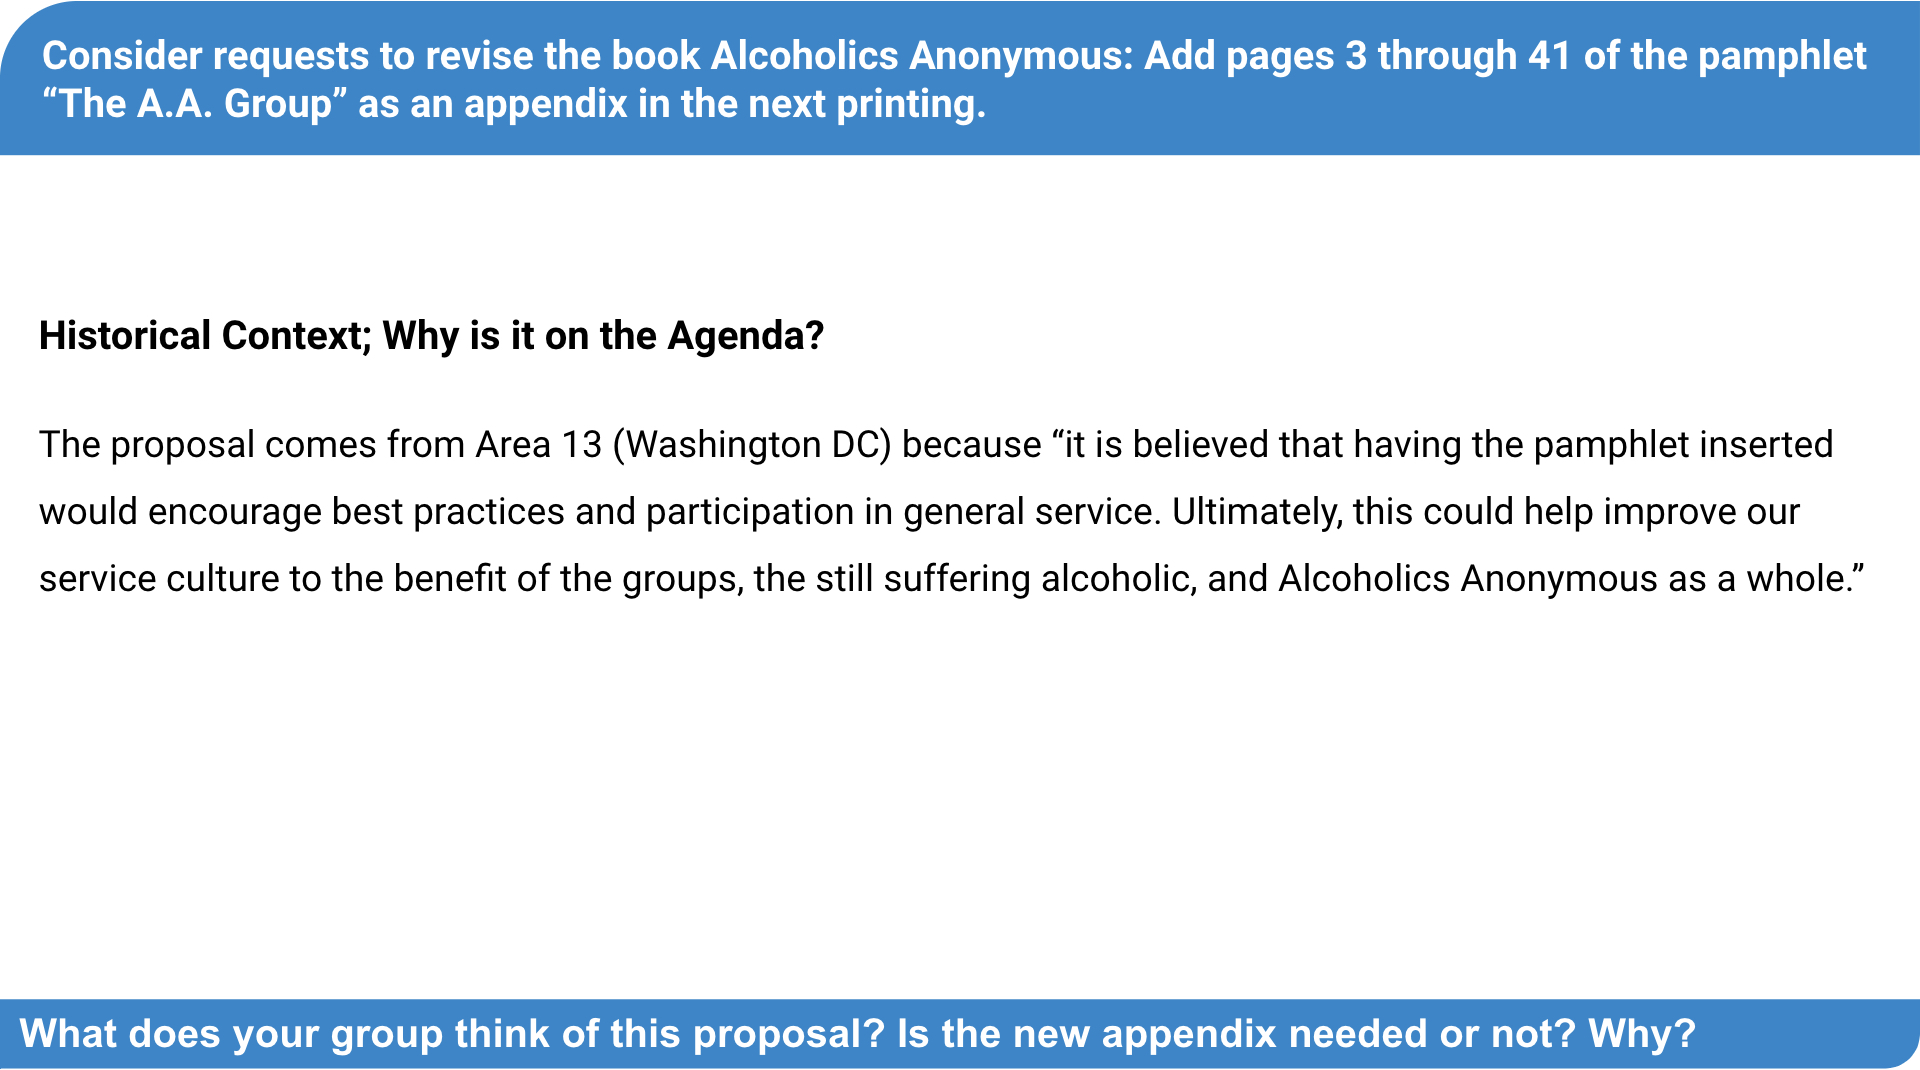 Consider requests to revise the book Alcoholics Anonymous: Add pages 3 through 41 of the pamphlet
“The A.A. Group” as an appendix in the next printing.
Historical Context; Why is it on the Agenda?
The proposal comes from Area 13 (Washington DC) because “it is believed that having the pamphlet inserted
would encourage best practices and participation in general service. Ultimately, this could help improve our
service culture to the benefit of the groups, the still suffering alcoholic, and Alcoholics Anonymous as a whole.”
What does your group think of this proposal? Is the new appendix needed or not? Why?